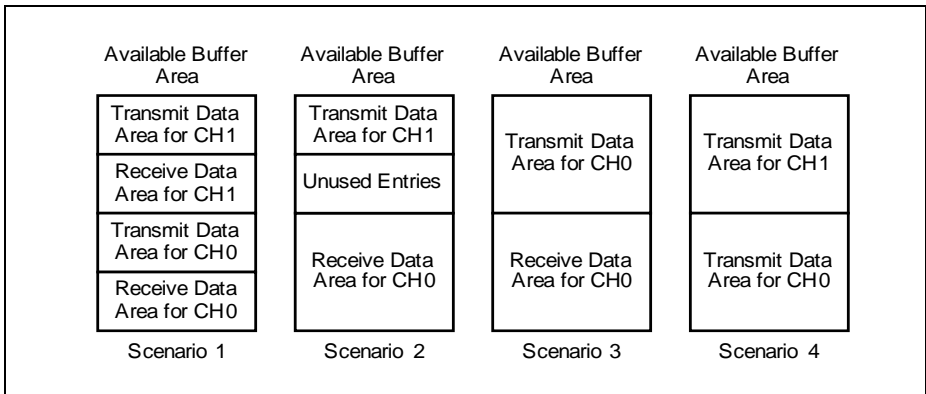 Available Buffer
Area
Transmit Data
Area for CH1
Receive Data
Area for CH1
Transmit Data
Area for CH0
Receive Data
Area for CH0
Scenario 1
Available Buffer
Area
Transmit Data
Area for CH1
Unused Entries
Receive Data
Area for CH0
Scenario 2
Available Buffer
Area
Transmit Data
Area for CH0
Receive Data
Area for CH0
Scenario 3
Available Buffer
Area
Transmit Data
Area for CH1
Transmit Data
Area for CH0
Scenario 4